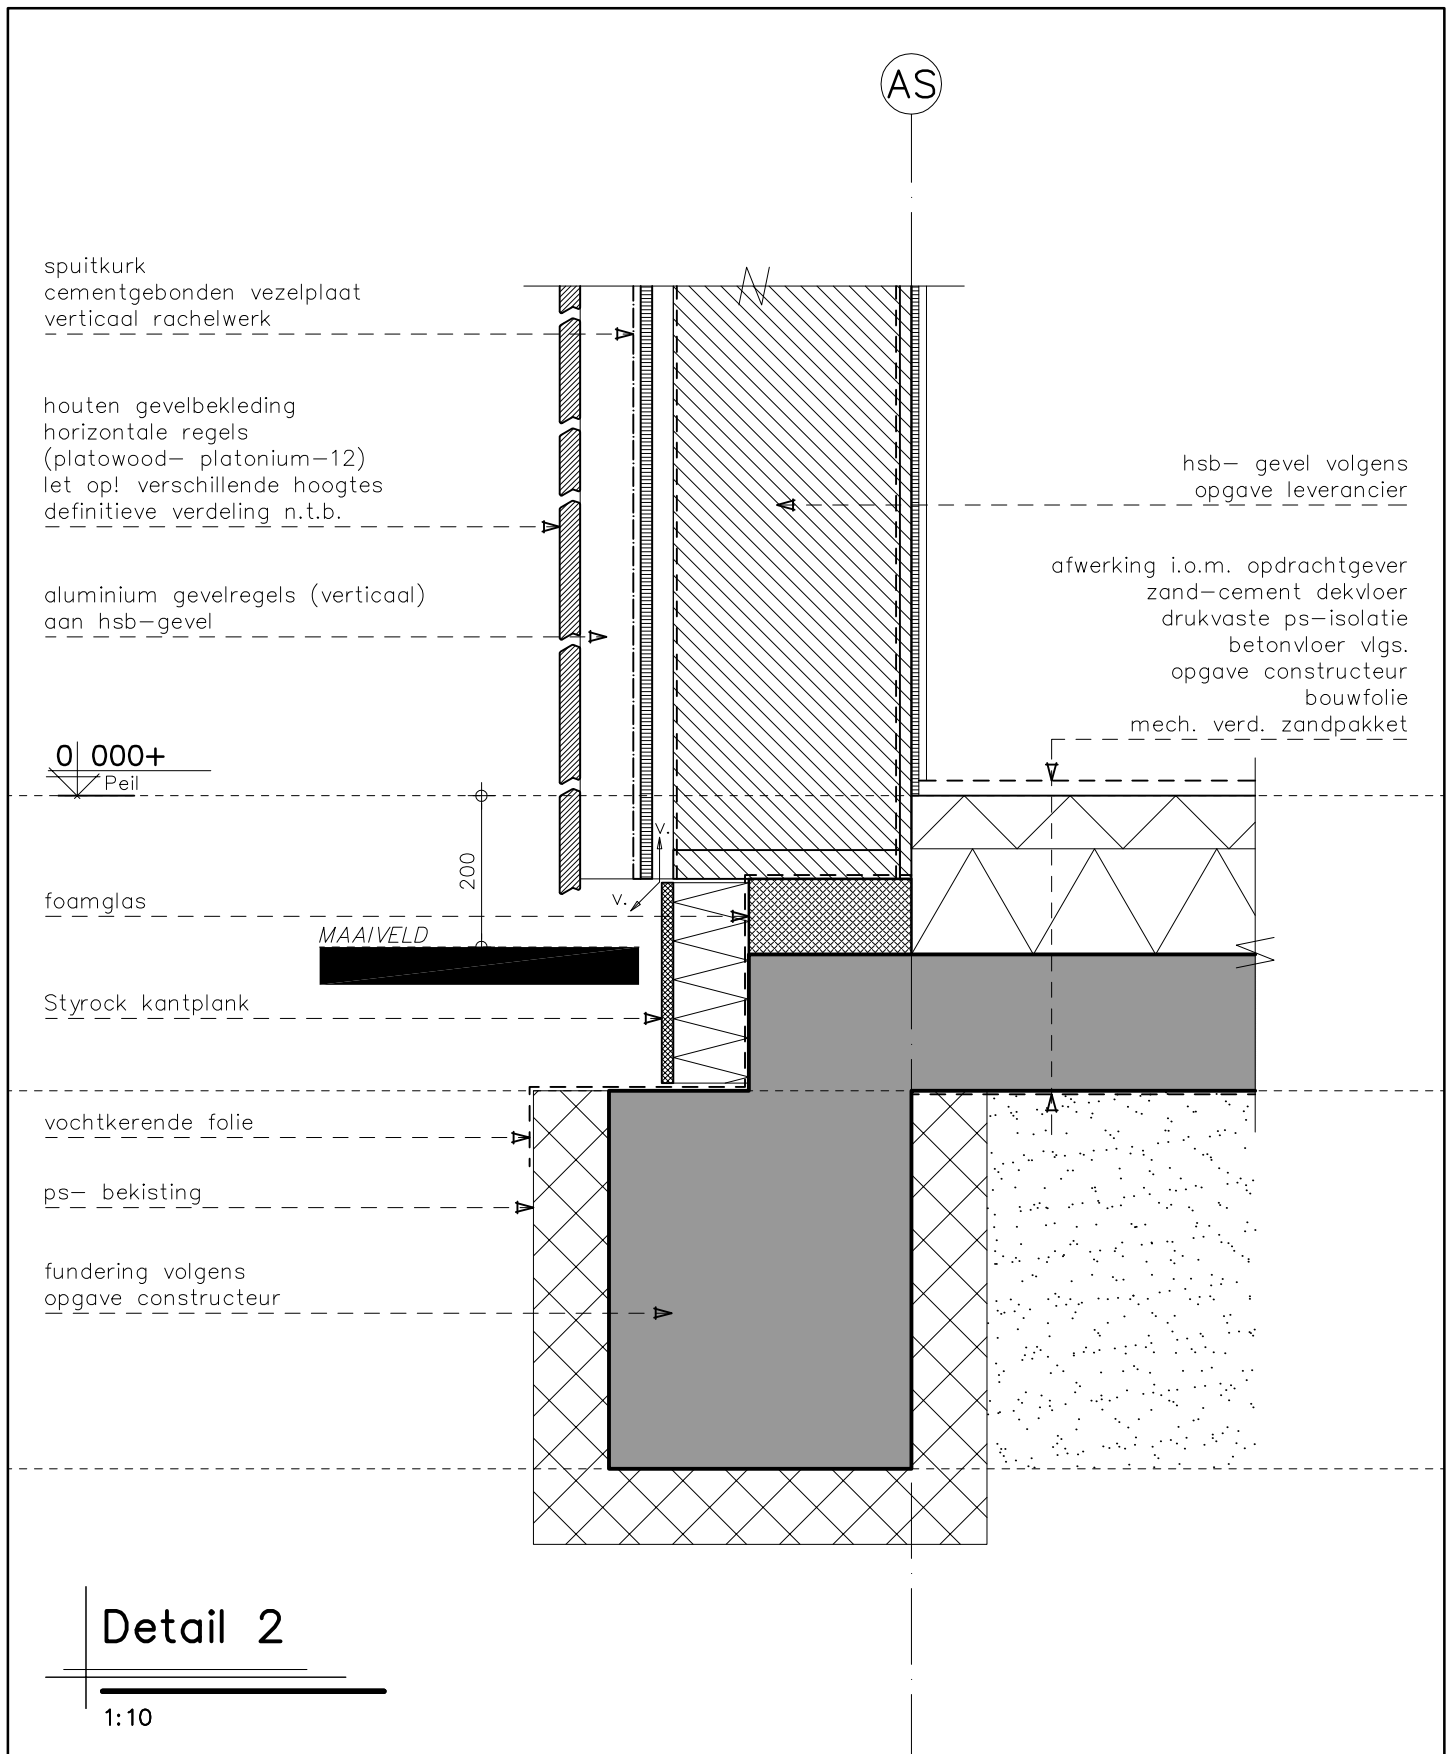 AS
spuitkurk
cementgebonden vezelplaat
verticaal rachelwerk
houten gevelbekleding
horizontale regels
(platowood- platonium-12)
let op! verschillende hoogtes
definitieve verdeling n.t.b.
hsb- gevel volgens
opgave leverancier
aluminium gevelregels (verticaal)
aan hsb-gevel
afwerking i.o.m. opdrachtgever
zand-cement dekvloer
drukvaste ps-isolatie
betonvloer vlgs.
opgave constructeur
bouwfolie
mech. verd. zandpakket
0 000+
Peil
v.
200
v.
foamglas
MAAIVELD
Styrock kantplank
vochtkerende folie
ps- bekisting
fundering volgens
opgave constructeur
Detail 2
1:10